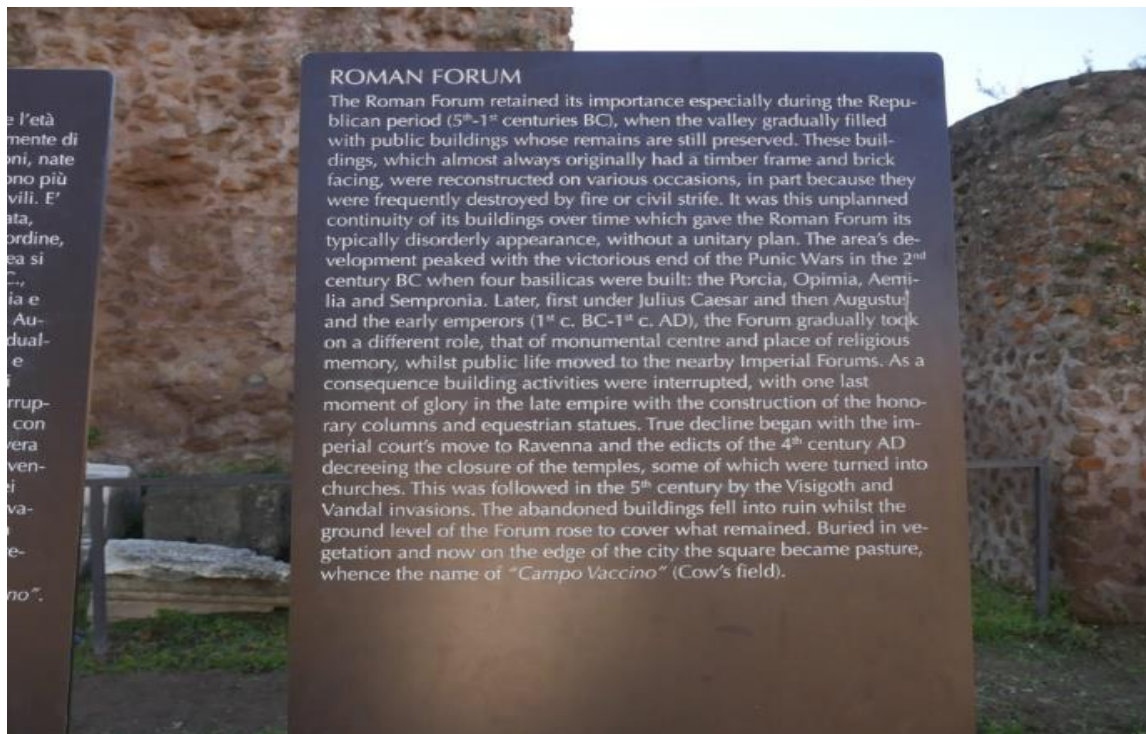 e l'età
mente di
oni, nate
ono più
vili. E'
ata,
ordine,
ea si
C.,
ia e
Au-
dual-
e
i
rrup-
con
vera
ven-
ei
va-
e-
no".
ROMAN FORUM
The Roman Forum retained its importance especially during the Repu-
blican period (5th-1st centuries BC), when the valley gradually filled
with public buildings whose remains are still preserved. These buil-
dings, which almost always originally had a timber frame and brick
facing, were reconstructed on various occasions, in part because they
were frequently destroyed by fire or civil strife. It was this unplanned
continuity of its buildings over time which gave the Roman Forum its
typically disorderly appearance, without a unitary plan. The area's de-
velopment peaked with the victorious end of the Punic Wars in the 2nd
century BC when four basilicas were built: the Porcia, Opimia, Aemi-
lia and Sempronia. Later, first under Julius Caesar and then Augustus
and the early emperors (1st c. BC-1st c. AD), the Forum gradually took
on a different role, that of monumental centre and place of religious
memory, whilst public life moved to the nearby Imperial Forums. As a
consequence building activities were interrupted, with one last
moment of glory in the late empire with the construction of the hono-
rary columns and equestrian statues. True decline began with the im-
perial court's move to Ravenna and the edicts of the 4th century AD
decreeing the closure of the temples, some of which were turned into
churches. This was followed in the 5th century by the Visigoth and
Vandal invasions. The abandoned buildings fell into ruin whilst the
ground level of the Forum rose to cover what remained. Buried in ve-
getation and now on the edge of the city the square became pasture,
whence the name of "Campo Vaccino" (Cow's field).